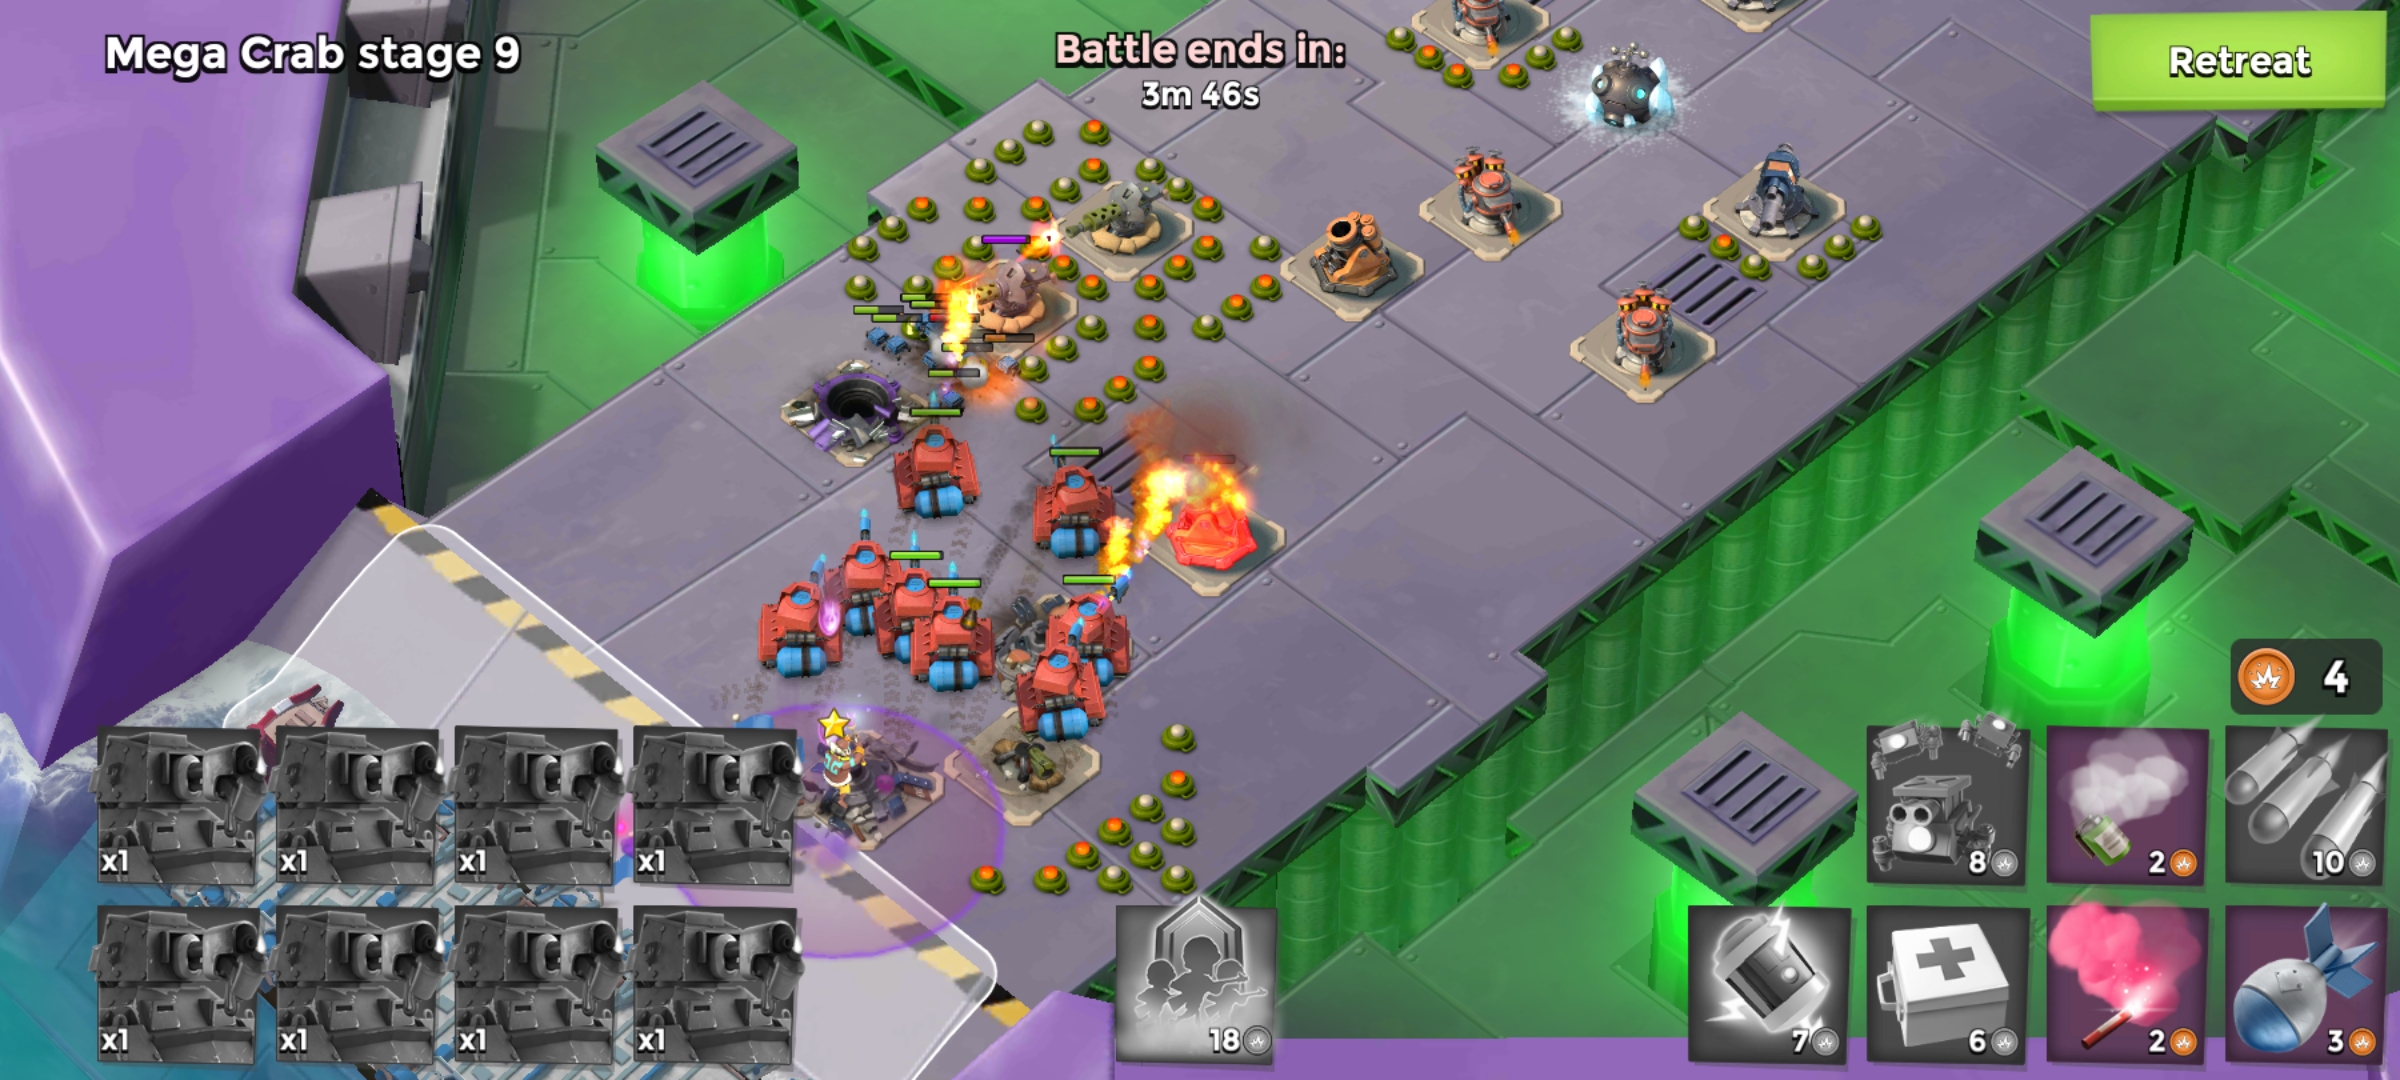 Mega Crab stage 9
Battle ends in:
3m 46s
Retreat
4
x1
x1
x1
x1
8
2
10
x1
x1
x1
x1
18
7
6
2
3